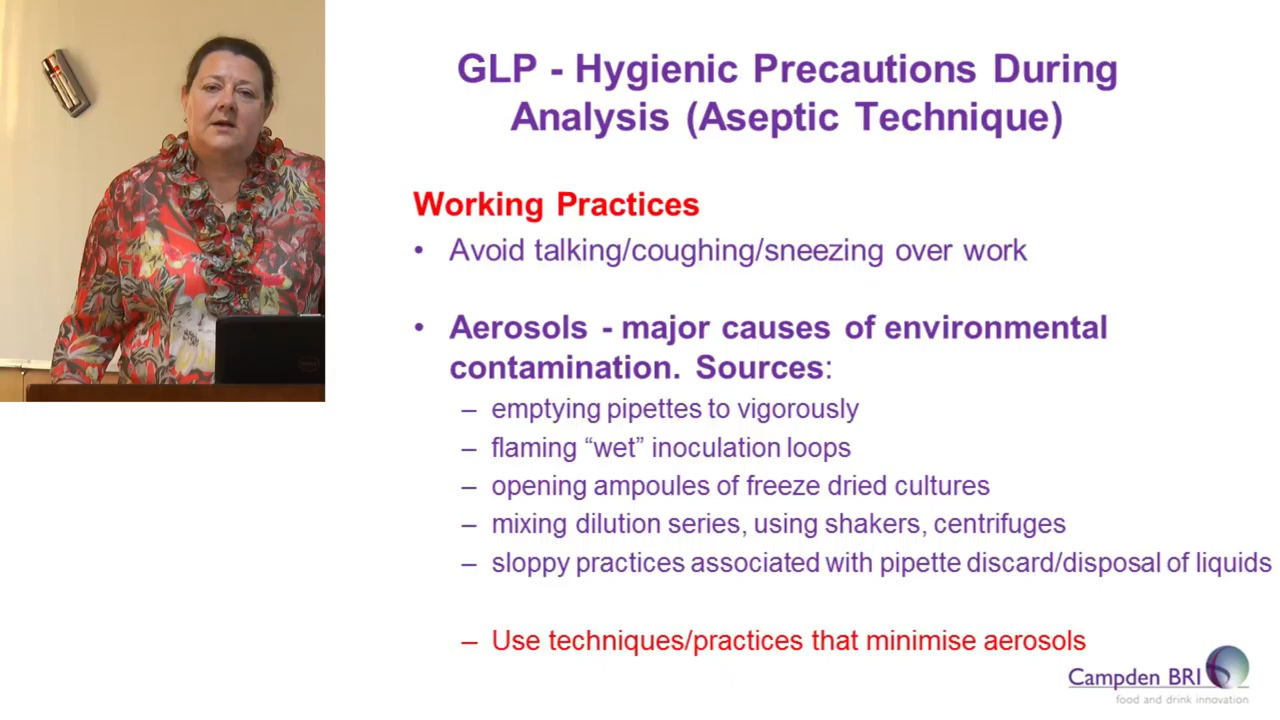 GLP - Hygienic Precautions During
Analysis (Aseptic Technique)
Working Practices
• Avoid talking/coughing/sneezing over work
• Aerosols - major causes of environmental
contamination. Sources:
– emptying pipettes to vigorously
– flaming “wet” inoculation loops
– opening ampoules of freeze dried cultures
– mixing dilution series, using shakers, centrifuges
– sloppy practices associated with pipette discard/disposal of liquids
– Use techniques/practices that minimise aerosols
Campden BRI
food and drink innovation